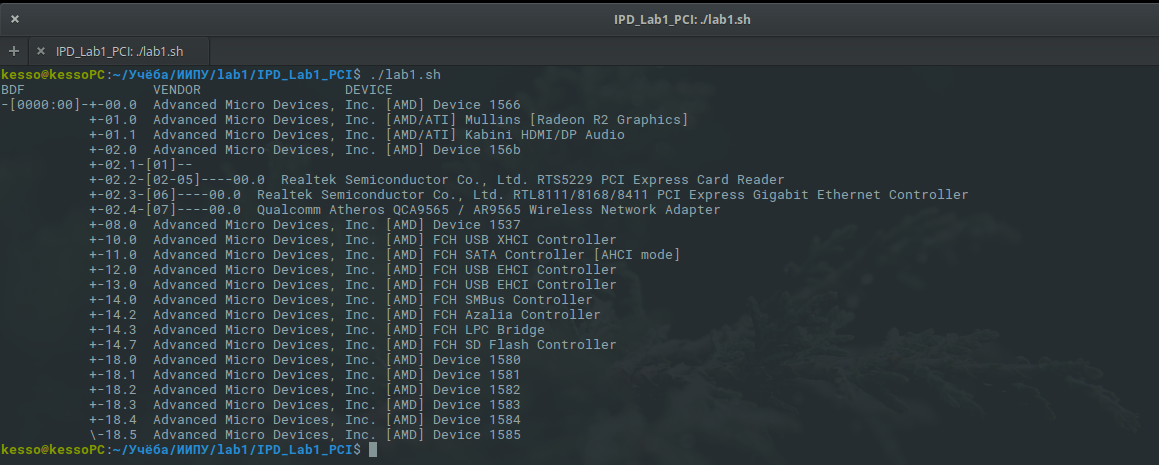 IPD_Lab1_PCI: ./lab1.sh
+ × IPD_Lab1_PCI: ./lab1.sh
kesso@kessoPC:~/Учёба/ИИПУ/lab1/IPD_Lab1_PCI$ ./lab1.sh
BDF                VENDOR            DEVICE
-[0000:00]-+-00.0  Advanced Micro Devices, Inc. [AMD] Device 1566
           +-01.0  Advanced Micro Devices, Inc. [AMD/ATI] Mullins [Radeon R2 Graphics]
           +-01.1  Advanced Micro Devices, Inc. [AMD/ATI] Kabini HDMI/DP Audio
           +-02.0  Advanced Micro Devices, Inc. [AMD] Device 156b
           +-02.1-[01]--
           +-02.2-[02-05]----00.0  Realtek Semiconductor Co., Ltd. RTS5229 PCI Express Card Reader
           +-02.3-[06]----00.0  Realtek Semiconductor Co., Ltd. RTL8111/8168/8411 PCI Express Gigabit Ethernet Controller
           +-02.4-[07]----00.0  Qualcomm Atheros QCA9565 / AR9565 Wireless Network Adapter
           +-08.0  Advanced Micro Devices, Inc. [AMD] Device 1537
           +-10.0  Advanced Micro Devices, Inc. [AMD] FCH USB XHCI Controller
           +-11.0  Advanced Micro Devices, Inc. [AMD] FCH SATA Controller [AHCI mode]
           +-12.0  Advanced Micro Devices, Inc. [AMD] FCH USB EHCI Controller
           +-13.0  Advanced Micro Devices, Inc. [AMD] FCH USB EHCI Controller
           +-14.0  Advanced Micro Devices, Inc. [AMD] FCH SMBus Controller
           +-14.2  Advanced Micro Devices, Inc. [AMD] FCH Azalia Controller
           +-14.3  Advanced Micro Devices, Inc. [AMD] FCH LPC Bridge
           +-14.7  Advanced Micro Devices, Inc. [AMD] FCH SD Flash Controller
           +-18.0  Advanced Micro Devices, Inc. [AMD] Device 1580
           +-18.1  Advanced Micro Devices, Inc. [AMD] Device 1581
           +-18.2  Advanced Micro Devices, Inc. [AMD] Device 1582
           +-18.3  Advanced Micro Devices, Inc. [AMD] Device 1583
           +-18.4  Advanced Micro Devices, Inc. [AMD] Device 1584
           \-18.5  Advanced Micro Devices, Inc. [AMD] Device 1585
kesso@kessoPC:~/Учёба/ИИПУ/lab1/IPD_Lab1_PCI$